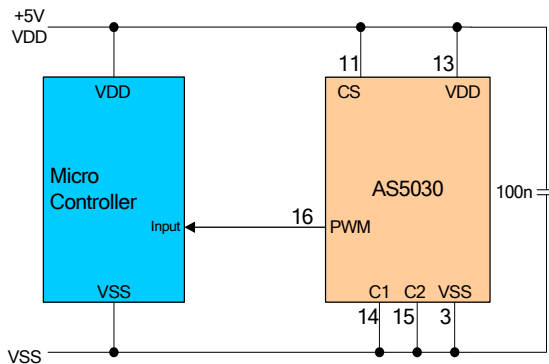 +5V
VDD
11
13
VDD
CS
VDD
Micro
Controller
AS5030
100n
Input
16
PWM
VSS
C1
C2
VSS
14
15
3
VSS